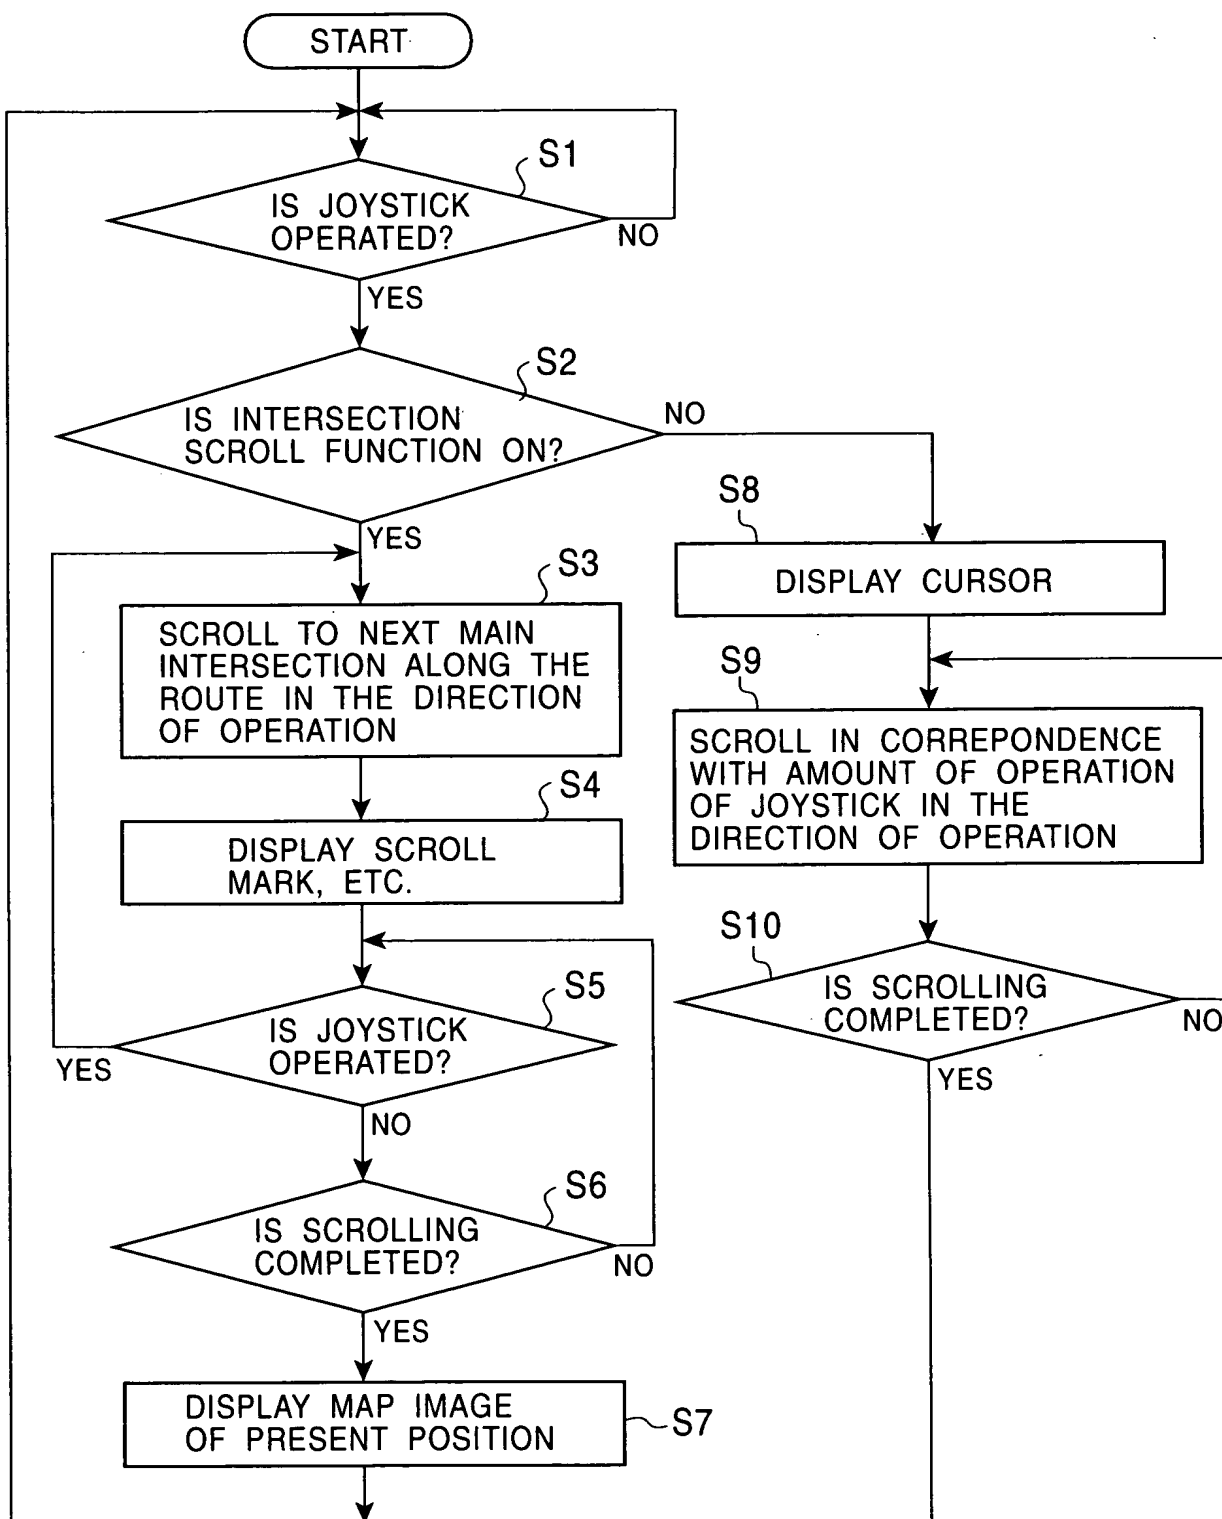 START
S1
IS JOYSTICK
OPERATED?
NO
YES
S2
IS INTERSECTION
SCROLL FUNCTION ON?
NO
YES
S3
SCROLL TO NEXT MAIN
INTERSECTION ALONG THE
ROUTE IN THE DIRECTION
OF OPERATION
S4
DISPLAY SCROLL
MARK, ETC.
S5
IS JOYSTICK
OPERATED?
YES
NO
S6
IS SCROLLING
COMPLETED?
NO
YES
DISPLAY MAP IMAGE
OF PRESENT POSITION
S7
S8
DISPLAY CURSOR
S9
SCROLL IN CORREPONDENCE
WITH AMOUNT OF OPERATION
OF JOYSTICK IN THE
DIRECTION OF OPERATION
S10
IS SCROLLING
COMPLETED?
NO
YES